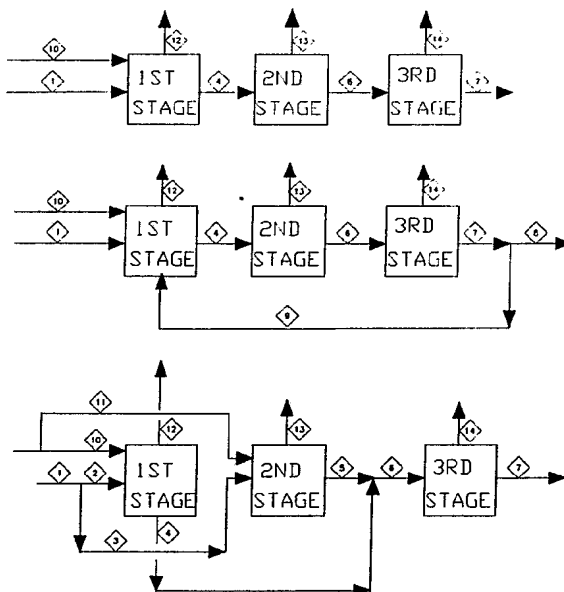 12 13 14
10
1ST 2ND 3RD
1 4 6 7
STAGE STAGE STAGE
12 13 14
10
1ST 2ND 3RD
1 4 6 7 8
STAGE STAGE STAGE
9
11
12 13 14
10
1ST 2ND 5 6 3RD 7
1 2
STAGE STAGE STAGE
3 4